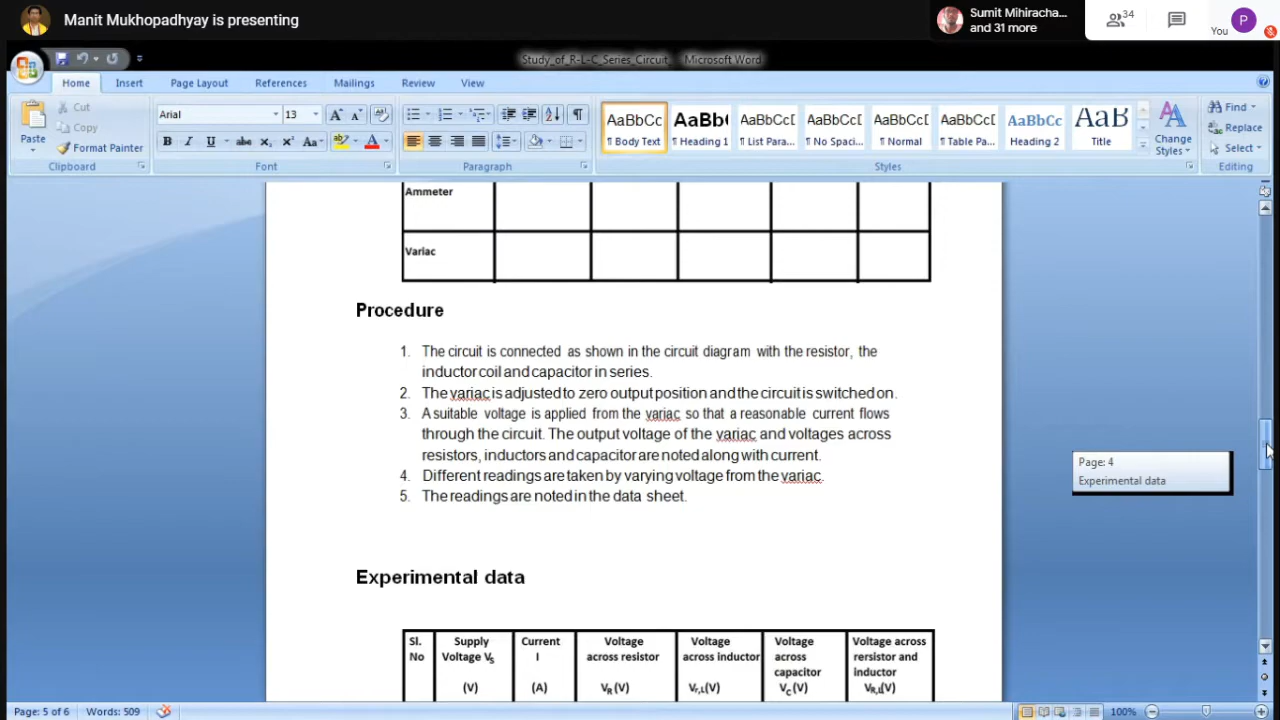 Manit Mukhopadhyay is presenting
Sumit Mihiracha...
and 31 more
34
You
P
Study_of_R-L-C_Series_Circuit - Microsoft Word
Home Insert Page Layout References Mailings Review View
Paste
Cut
Copy
Format Painter
Clipboard
Arial 13
B I U abe x₂ x² Aa
Font
Paragraph
AaBbCc AaBb( AaBbC AaBbC AaBbCc AaBbC AaBbCc AaB
¶ Body Text ¶ Heading 1 ¶ List Para... ¶ No Spaci... ¶ Normal ¶ Table Pa... Heading 2 Title
Change
Styles
Styles
Find
Replace
Select
Editing
Ammeter
Variac
Procedure
1. The circuit is connected as shown in the circuit diagram with the resistor, the
inductor coil and capacitor in series.
2. The variac is adjusted to zero output position and the circuit is switched on.
3. A suitable voltage is applied from the variac so that a reasonable current flows
through the circuit. The output voltage of the variac and voltages across
resistors, inductors and capacitor are noted along with current.
4. Different readings are taken by varying voltage from the variac.
5. The readings are noted in the data sheet.
Page: 4
Experimental data
Experimental data
Sl. Supply Current Voltage Voltage Voltage Voltage across
No Voltage VS I across resistor across inductor across rersistor and
capacitor inductor
(V) (A) VR (V) Vr,L(V) VC (V) VR,L(V)
Page: 5 of 6 Words: 509
100%